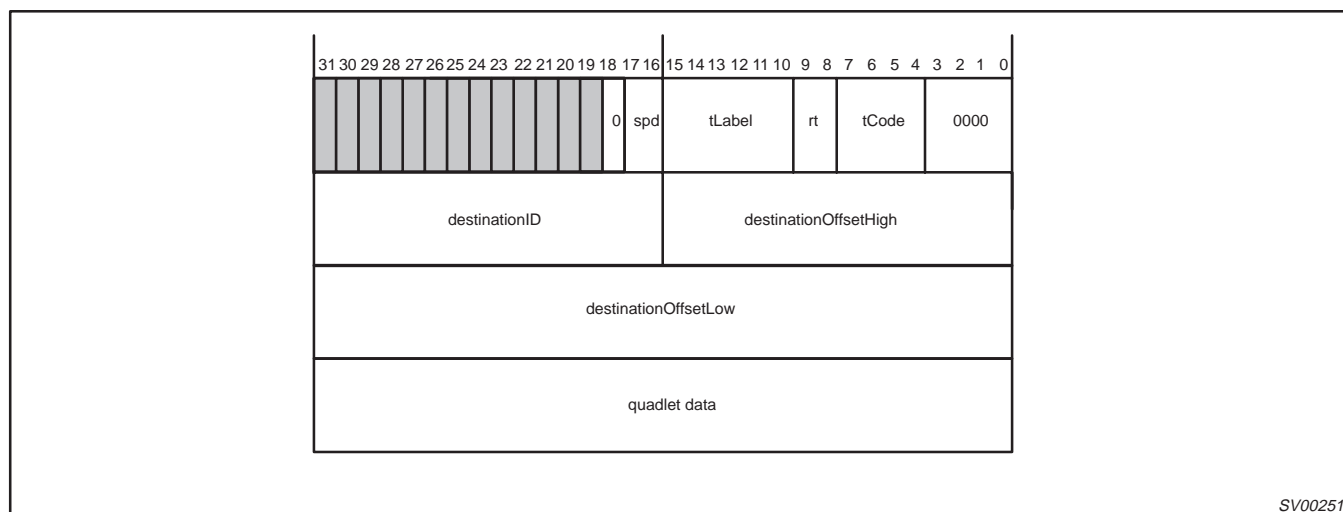 31 30 29 28 27 26 25 24 23 22 21 20 19 18 17 16 15 14 13 12 11 10 9 8 7 6 5 4 3 2 1 0
0 spd tLabel rt tCode 0000
destinationID destinationOffsetHigh
destinationOffsetLow
quadlet data
SV00251